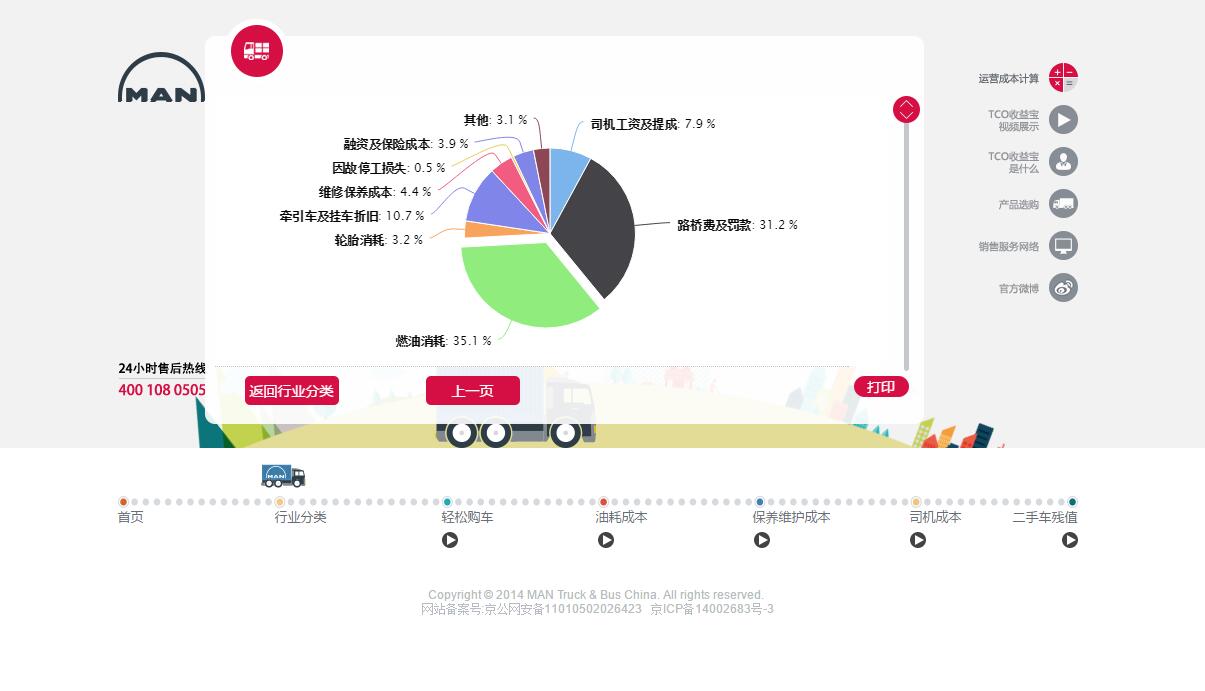 MAN
其他: 3.1 %
司机工资及提成: 7.9 %
融资及保险成本: 3.9 %
因故停工损失: 0.5 %
维修保养成本: 4.4 %
牵引车及挂车折旧: 10.7 %
路桥费及罚款: 31.2 %
轮胎消耗: 3.2 %
燃油消耗: 35.1 %
运营成本计算
TCO收益宝
视频展示
TCO收益宝
是什么
产品选购
销售服务网络
官方微博
24小时售后热线
400 108 0505
返回行业分类
上一页
打印
MAN
首页
行业分类
轻松购车
油耗成本
保养维护成本
司机成本
二手车残值
Copyright © 2014 MAN Truck & Bus China. All rights reserved.
网站备案号:京公网安备11010502026423 京ICP备14002683号-3